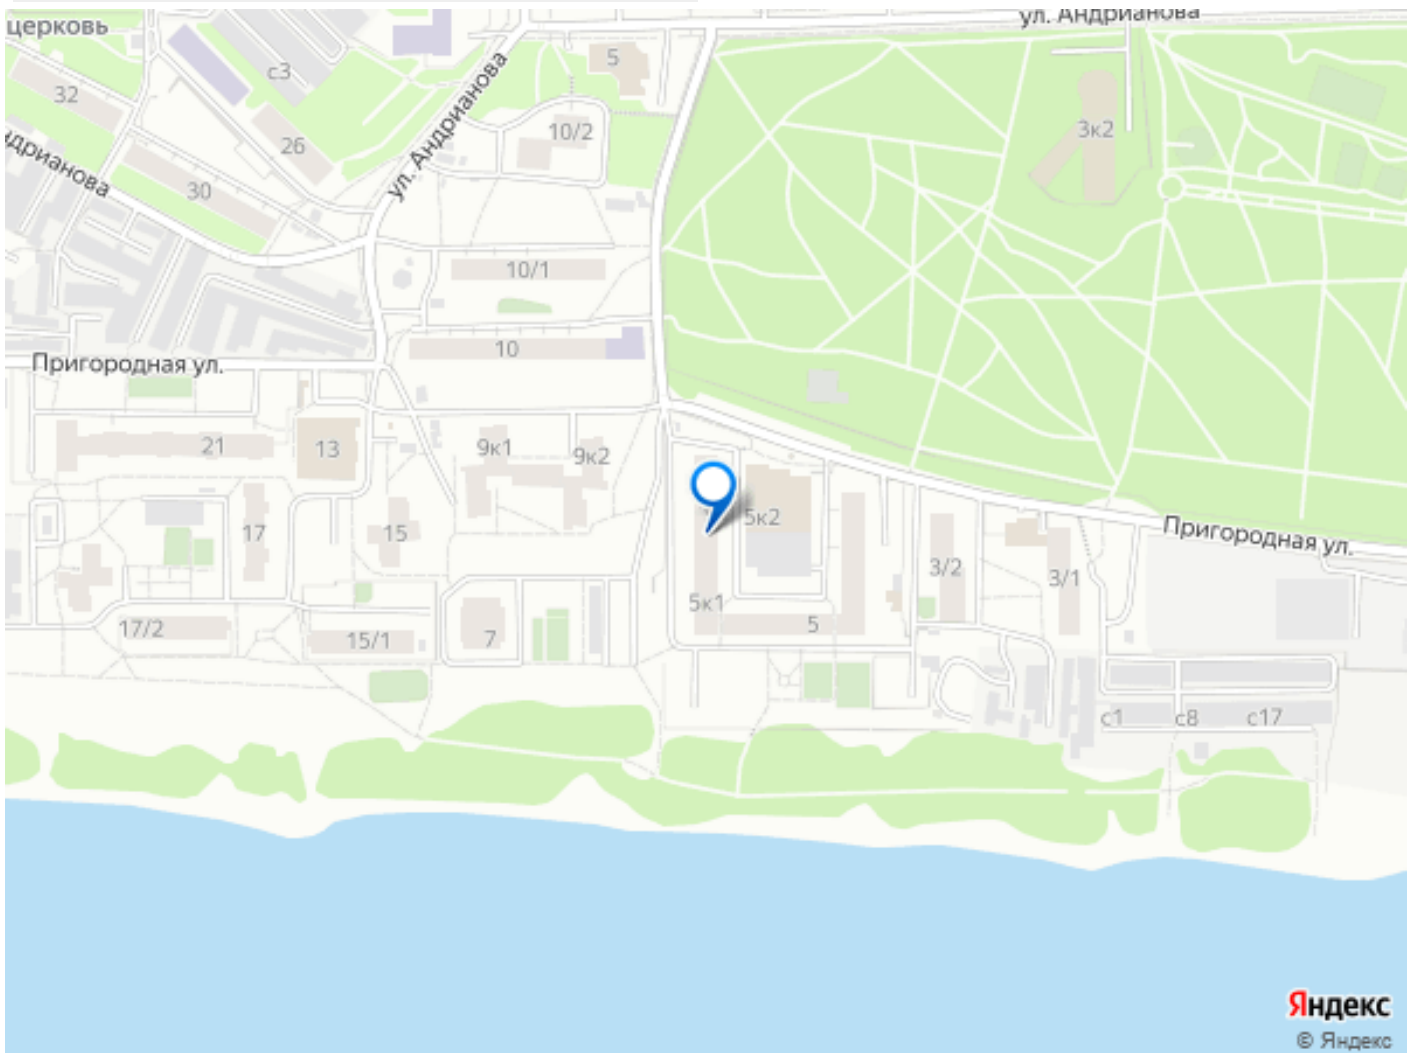 ул. Андрианова
церковь
5
с3
32
ул. Андрианова
10/2
3к2
26
ндрианова
30
10/1
10
Пригородная ул.
21
13
9к1
9к2
5к2
17
15
Пригородная ул.
3/2
3/1
5к1
17/2
15/1
7
5
с1
с8
с17
Яндекс
© Яндекс